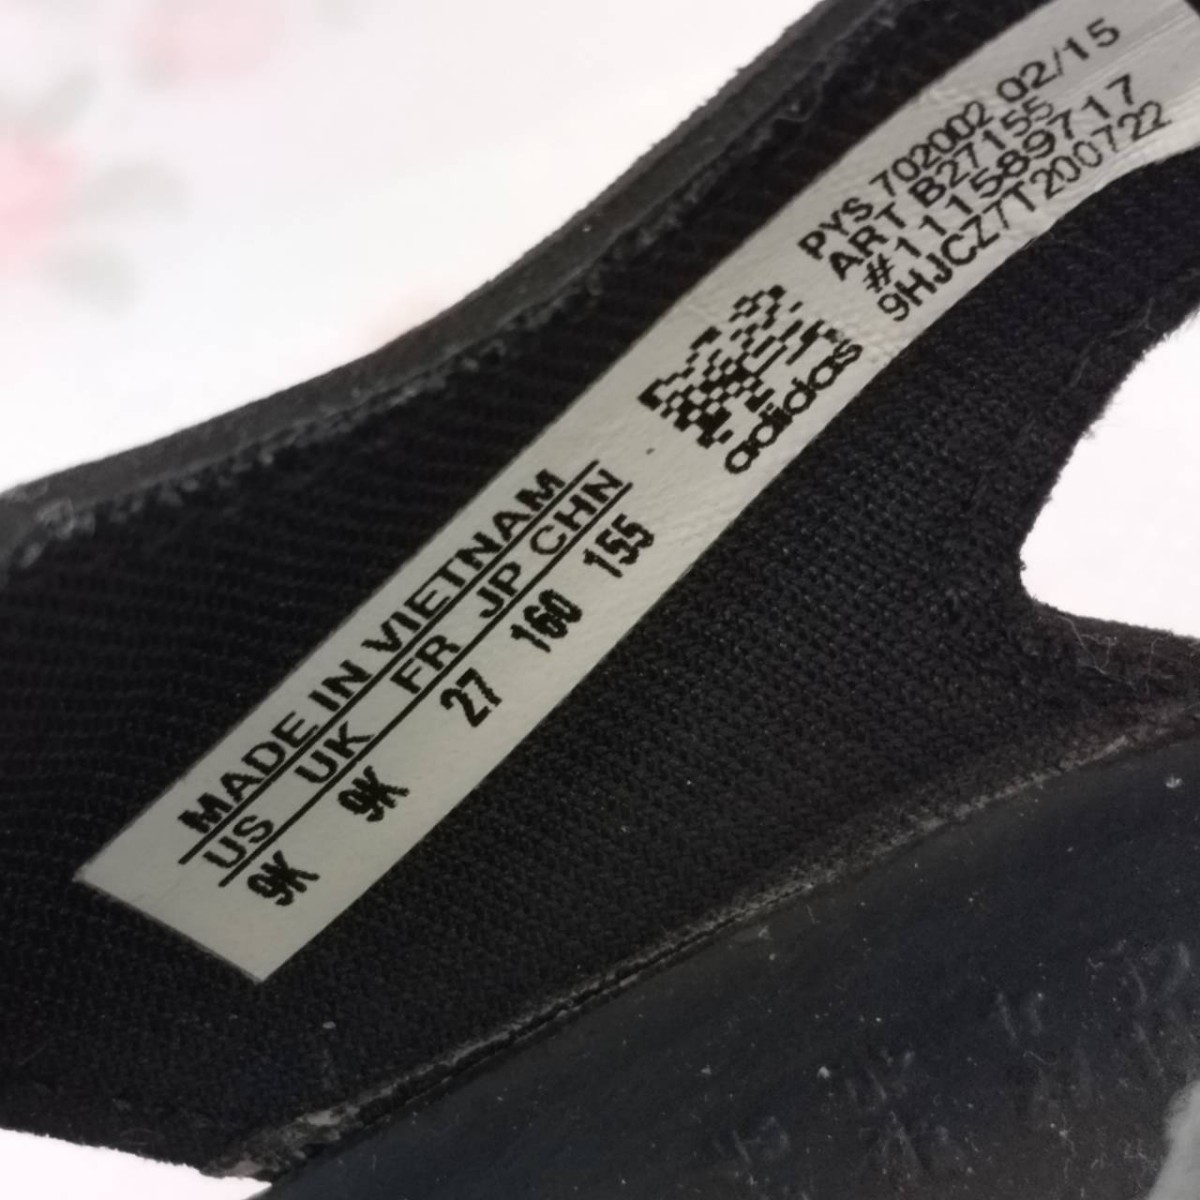 PYS 702002 02/15
ART B27155
#111589717
9HJCZ7T200722
adidas
MADE IN VIETNAM
US UK FR JP CHN
9K 9K 27 160 155